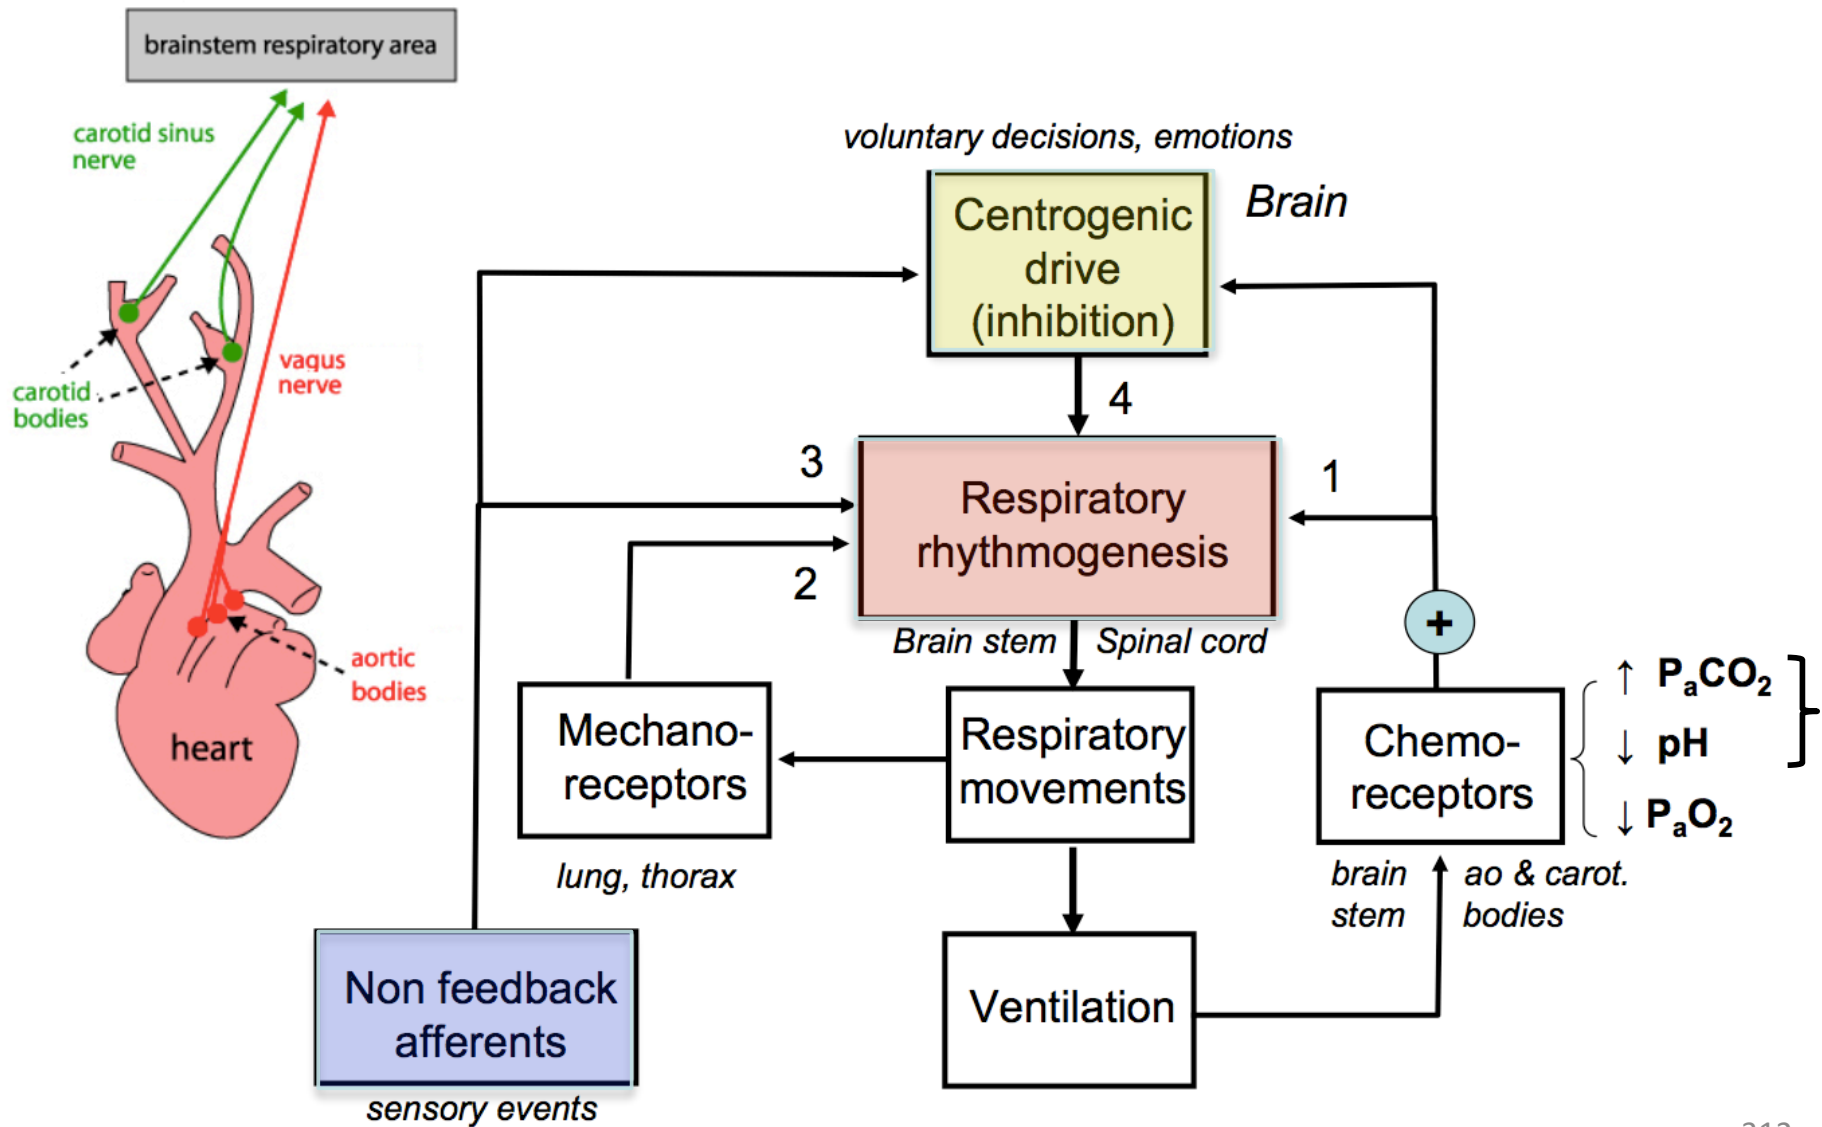 brainstem respiratory area
carotid sinus
nerve
vagus
nerve
carotid
bodies
aortic
bodies
heart
voluntary decisions, emotions
Centrogenic
drive
(inhibition)
Brain
4
3
1
2
Respiratory
rhythmogenesis
Brain stem
Spinal cord
+
Mechano-
receptors
lung, thorax
Respiratory
movements
Chemo-
receptors
↑ PaCO2
↓ pH
↓ PaO2
brain
stem
ao & carot.
bodies
Non feedback
afferents
sensory events
Ventilation